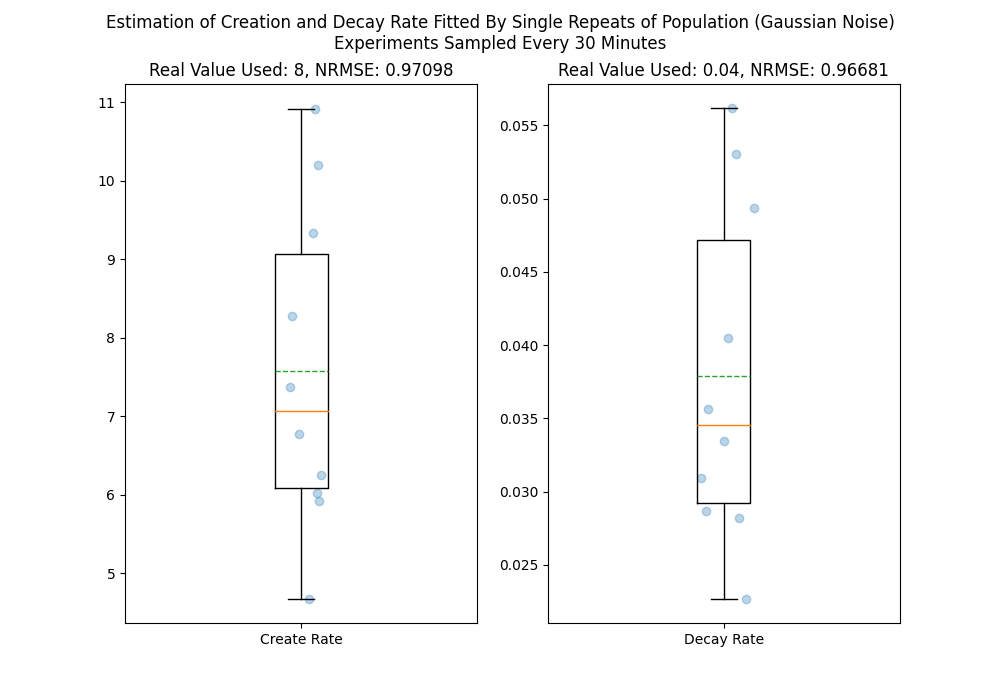 Estimation of Creation and Decay Rate Fitted By Single Repeats of Population (Gaussian Noise)
Experiments Sampled Every 30 Minutes
Real Value Used: 8, NRMSE: 0.97098
11
10
9
8
7
6
5
Create Rate
Real Value Used: 0.04, NRMSE: 0.96681
0.055
0.050
0.045
0.040
0.035
0.030
0.025
Decay Rate